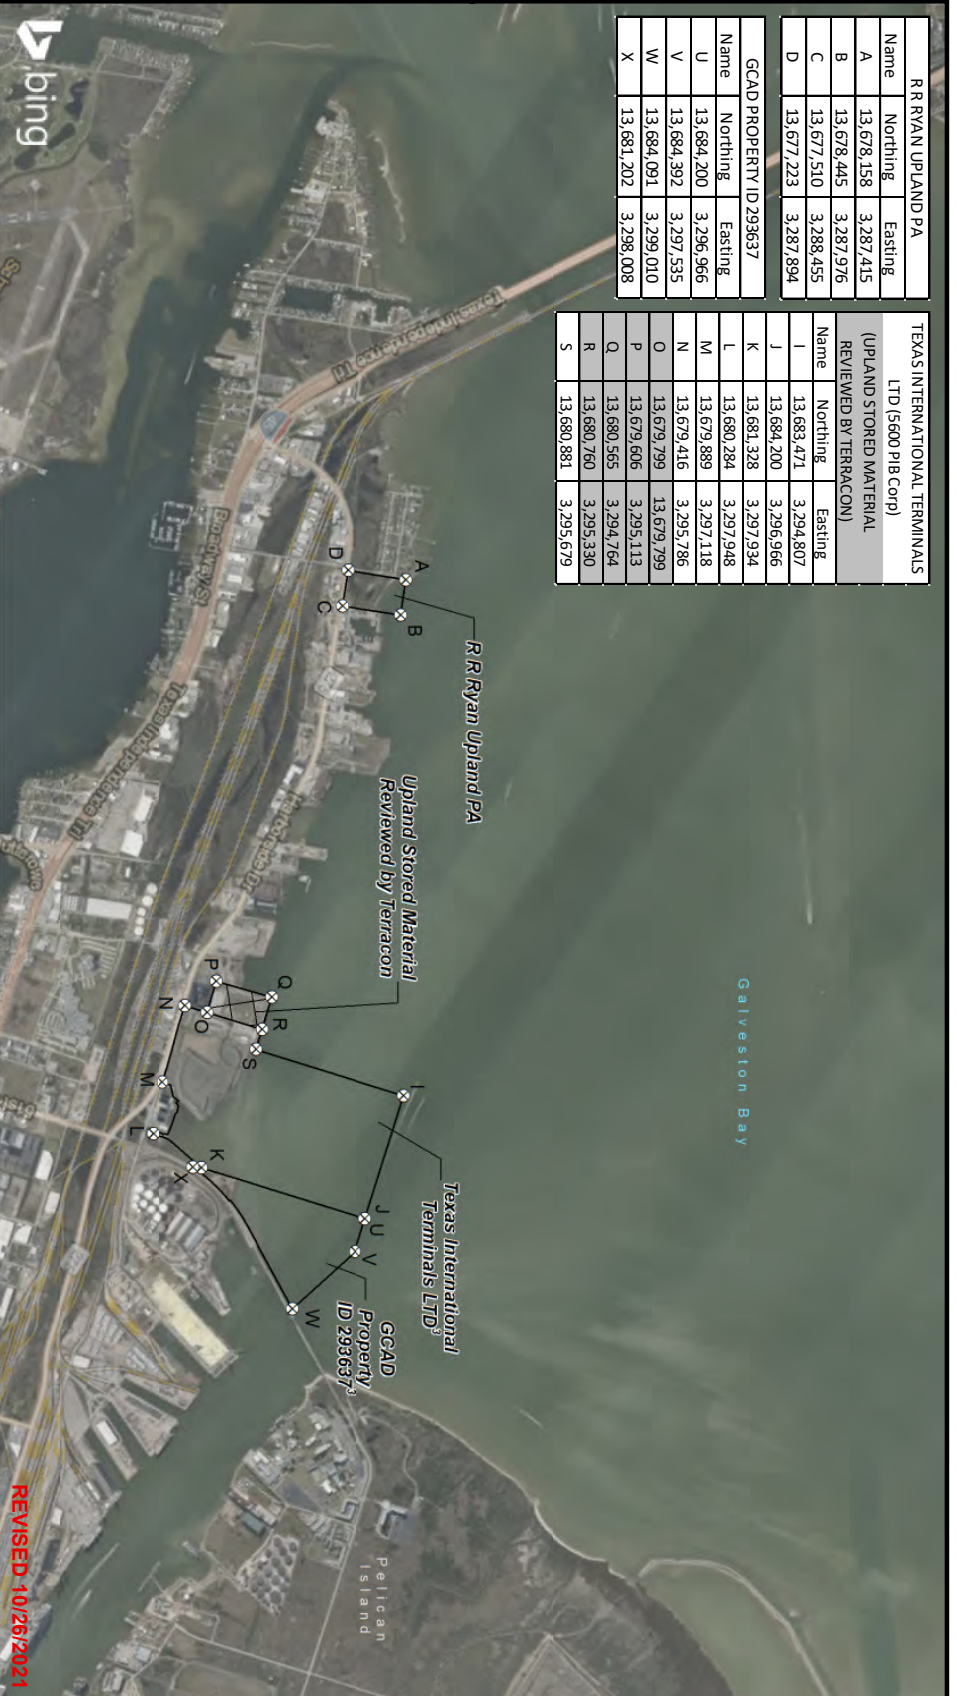 R R RYAN UPLAND PA
Name Northing Easting
A 13,678,158 3,287,415
B 13,678,445 3,287,976
C 13,677,510 3,288,455
D 13,677,223 3,287,894
GCAD PROPERTY ID 293637
Name Northing Easting
U 13,684,200 3,296,966
V 13,684,392 3,297,535
W 13,684,091 3,299,010
X 13,681,202 3,298,008
TEXAS INTERNATIONAL TERMINALS
LTD (5600 PIB Corp)
(UPLAND STORED MATERIAL
REVIEWED BY TERRACON)
Name Northing Easting
I 13,683,471 3,294,807
J 13,684,200 3,296,966
K 13,681,328 3,297,934
L 13,680,284 3,297,948
M 13,679,889 3,297,118
N 13,679,416 3,295,786
O 13,679,799 13,679,799
P 13,679,606 3,295,113
Q 13,680,565 3,294,764
R 13,680,760 3,295,330
S 13,680,881 3,295,679
Galveston Bay
R R Ryan Upland PA
Upland Stored Material
Reviewed by Terracon
Texas International
Terminals LTD³
GCAD
Property
ID 293637³
A
B
C
D
I
J
U
V
W
K
X
L
M
N
O
P
Q
R
S
Pelican
Island
Texas Independence Trl
Harborside Dr
Broadway St
Texas Independence Trl
61st
bing
REVISED 10/26/2021